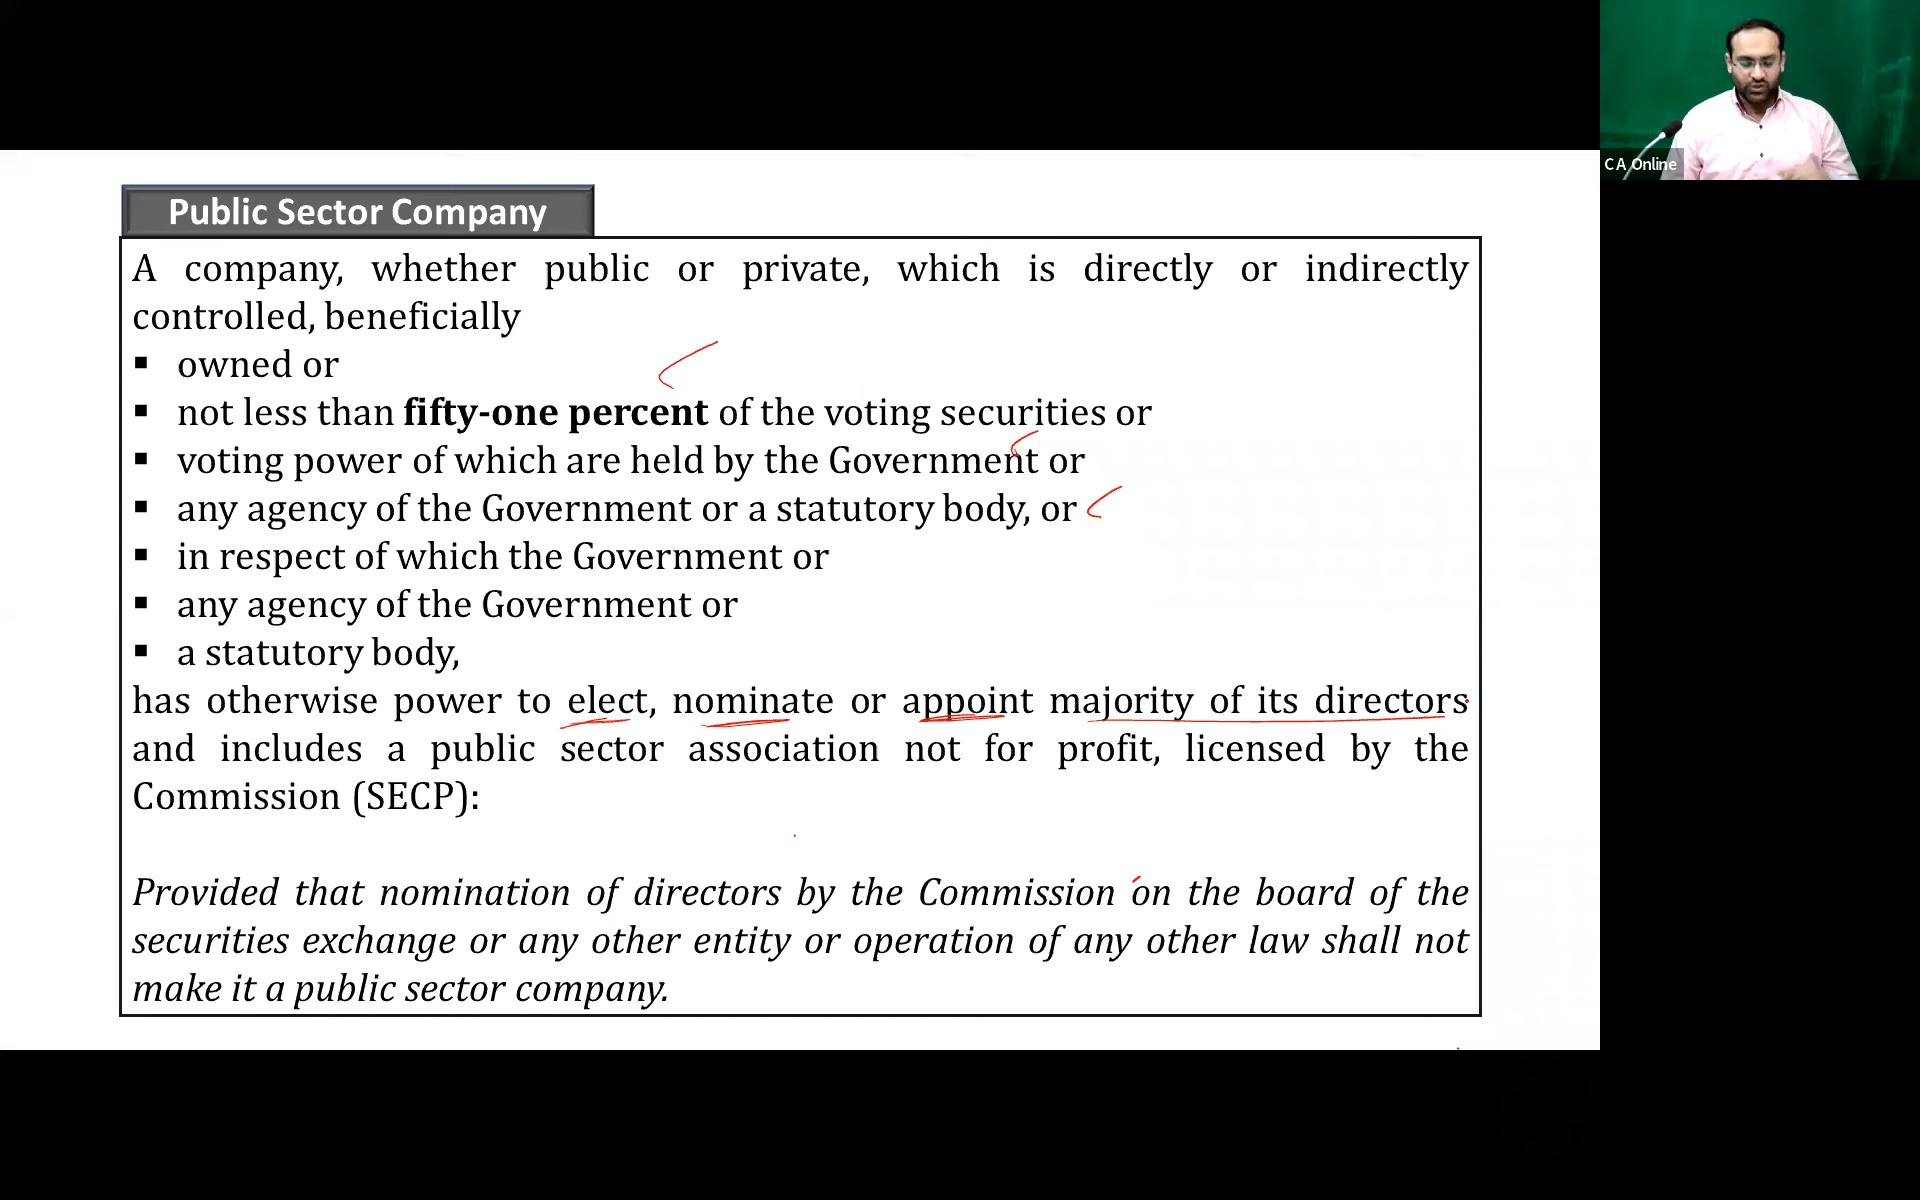 C A Online
Public Sector Company
A company, whether public or private, which is directly or indirectly
controlled, beneficially
▪ owned or
▪ not less than fifty-one percent of the voting securities or
▪ voting power of which are held by the Government or
▪ any agency of the Government or a statutory body, or
▪ in respect of which the Government or
▪ any agency of the Government or
▪ a statutory body,
has otherwise power to elect, nominate or appoint majority of its directors
and includes a public sector association not for profit, licensed by the
Commission (SECP):
Provided that nomination of directors by the Commission on the board of the
securities exchange or any other entity or operation of any other law shall not
make it a public sector company.